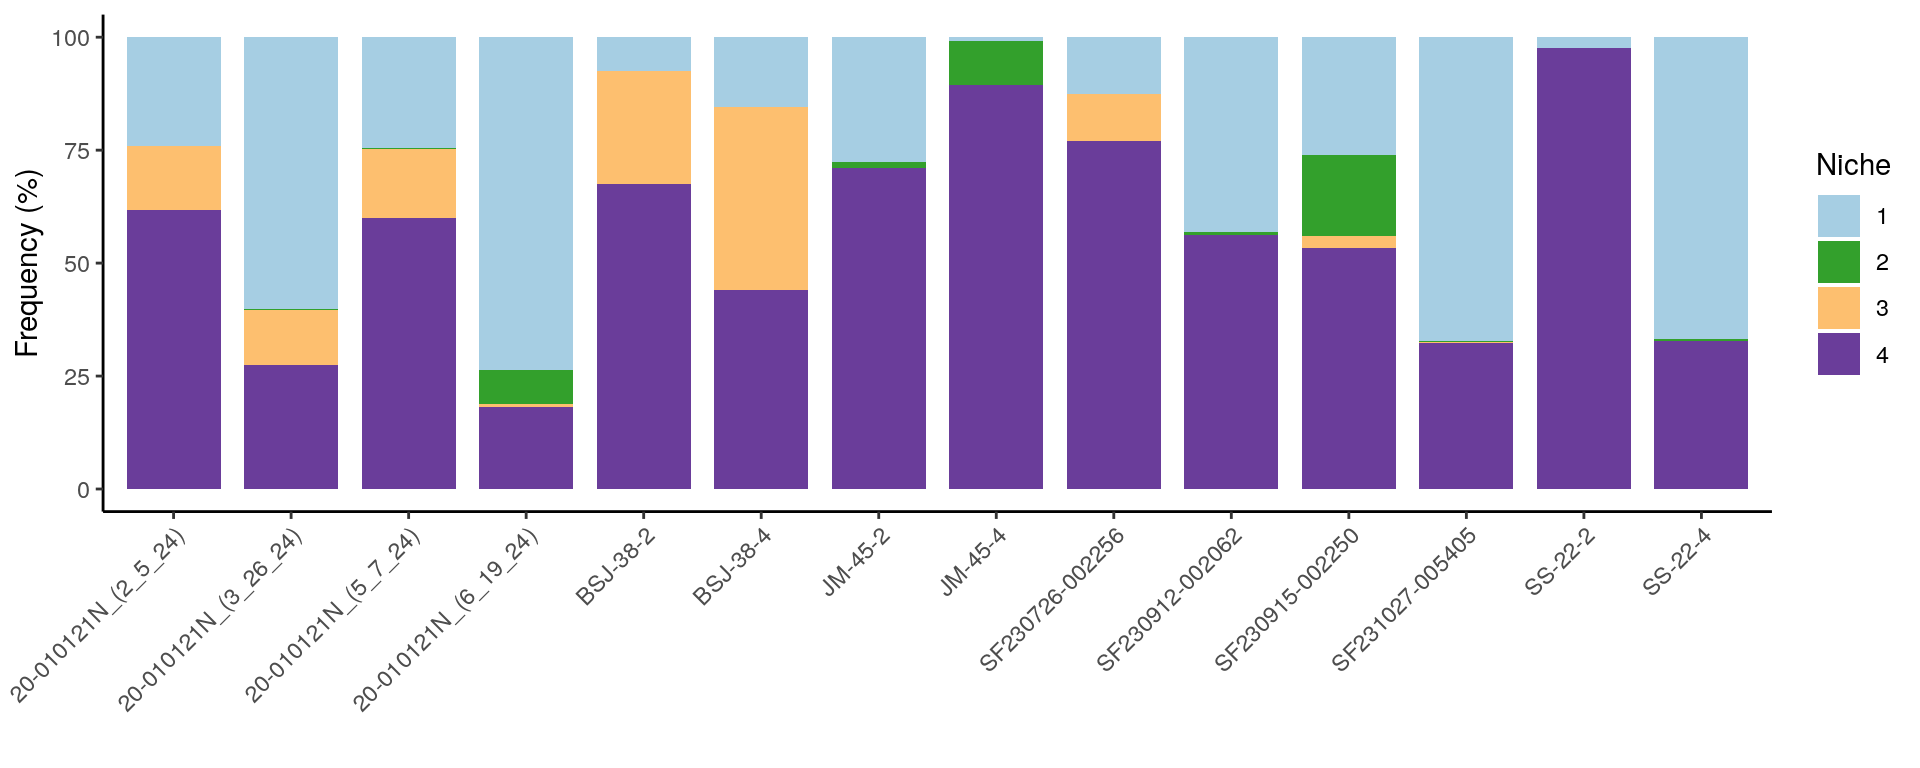 Frequency (%)
100
75
50
25
0
20-010121N_(2_5_24)
20-010121N_(3_26_24)
20-010121N_(5_7_24)
20-010121N_(6_19_24)
BSJ-38-2
BSJ-38-4
JM-45-2
JM-45-4
SF230726-002256
SF230912-002062
SF230915-002250
SF231027-005405
SS-22-2
SS-22-4
Niche
1
2
3
4